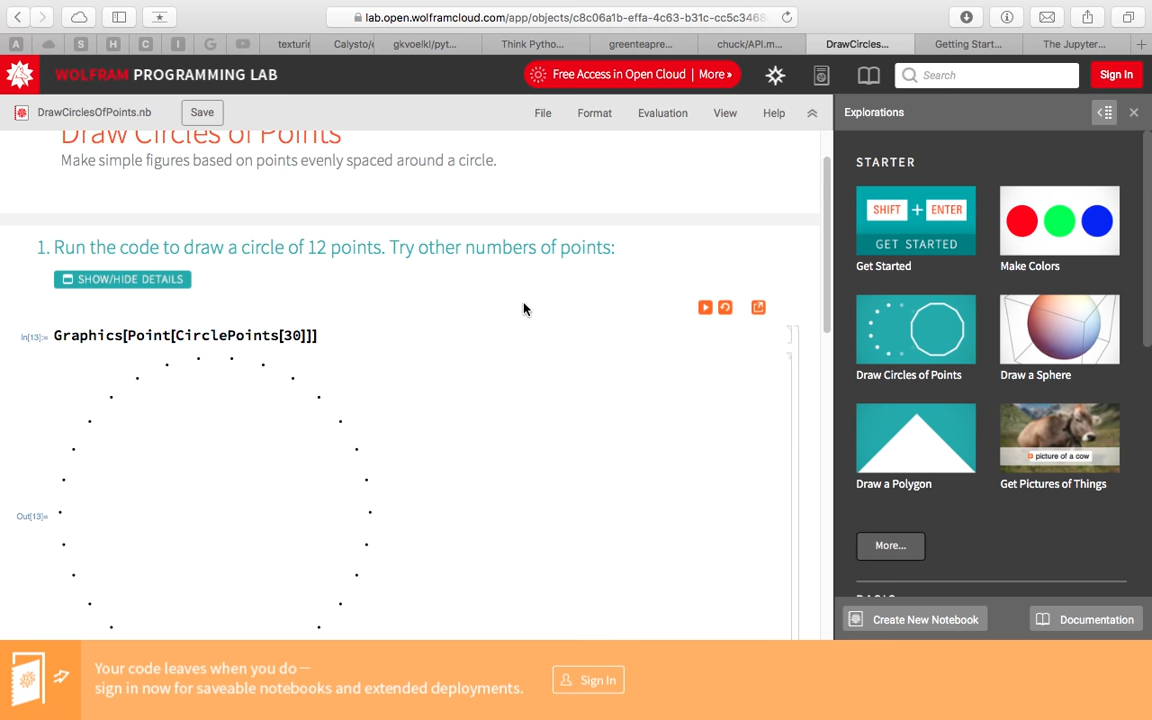 lab.open.wolframcloud.com/app/objects/c8c06a1b-effa-4c63-b31c-cc5c3468
A S H C I G texturir Calysto/c gkvoelkl/pyt... Think Pytho... greenteapre... chuck/API.m... DrawCircles... Getting Start... The Jupyter...
WOLFRAM PROGRAMMING LAB
Free Access in Open Cloud | More »
Search
Sign In
DrawCirclesOfPoints.nb
Save
File Format Evaluation View Help
Explorations
Draw Circles of Points
Make simple figures based on points evenly spaced around a circle.
1. Run the code to draw a circle of 12 points. Try other numbers of points:
SHOW/HIDE DETAILS
In[13]:= Graphics[Point[CirclePoints[30]]]
Out[13]=
STARTER
SHIFT + ENTER
GET STARTED
Get Started
Make Colors
Draw Circles of Points
Draw a Sphere
picture of a cow
Draw a Polygon
Get Pictures of Things
More...
Create New Notebook
Documentation
Your code leaves when you do—
sign in now for saveable notebooks and extended deployments.
Sign In